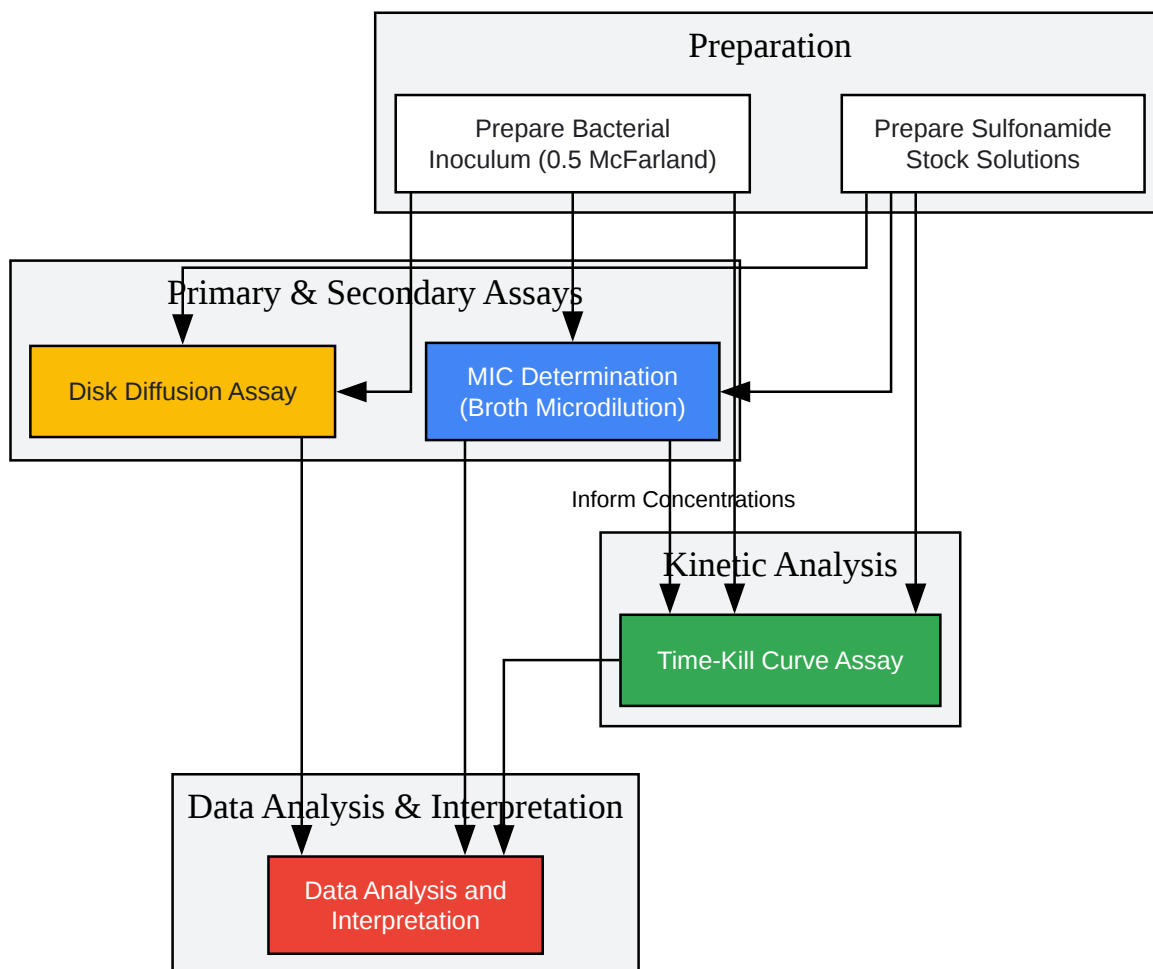 Preparation
Prepare Bacterial
Inoculum (0.5 McFarland)
Prepare Sulfonamide
Stock Solutions
Primary & Secondary Assays
Disk Diffusion Assay
MIC Determination
(Broth Microdilution)
Inform Concentrations
Kinetic Analysis
Time-Kill Curve Assay
Data Analysis & Interpretation
Data Analysis and
Interpretation